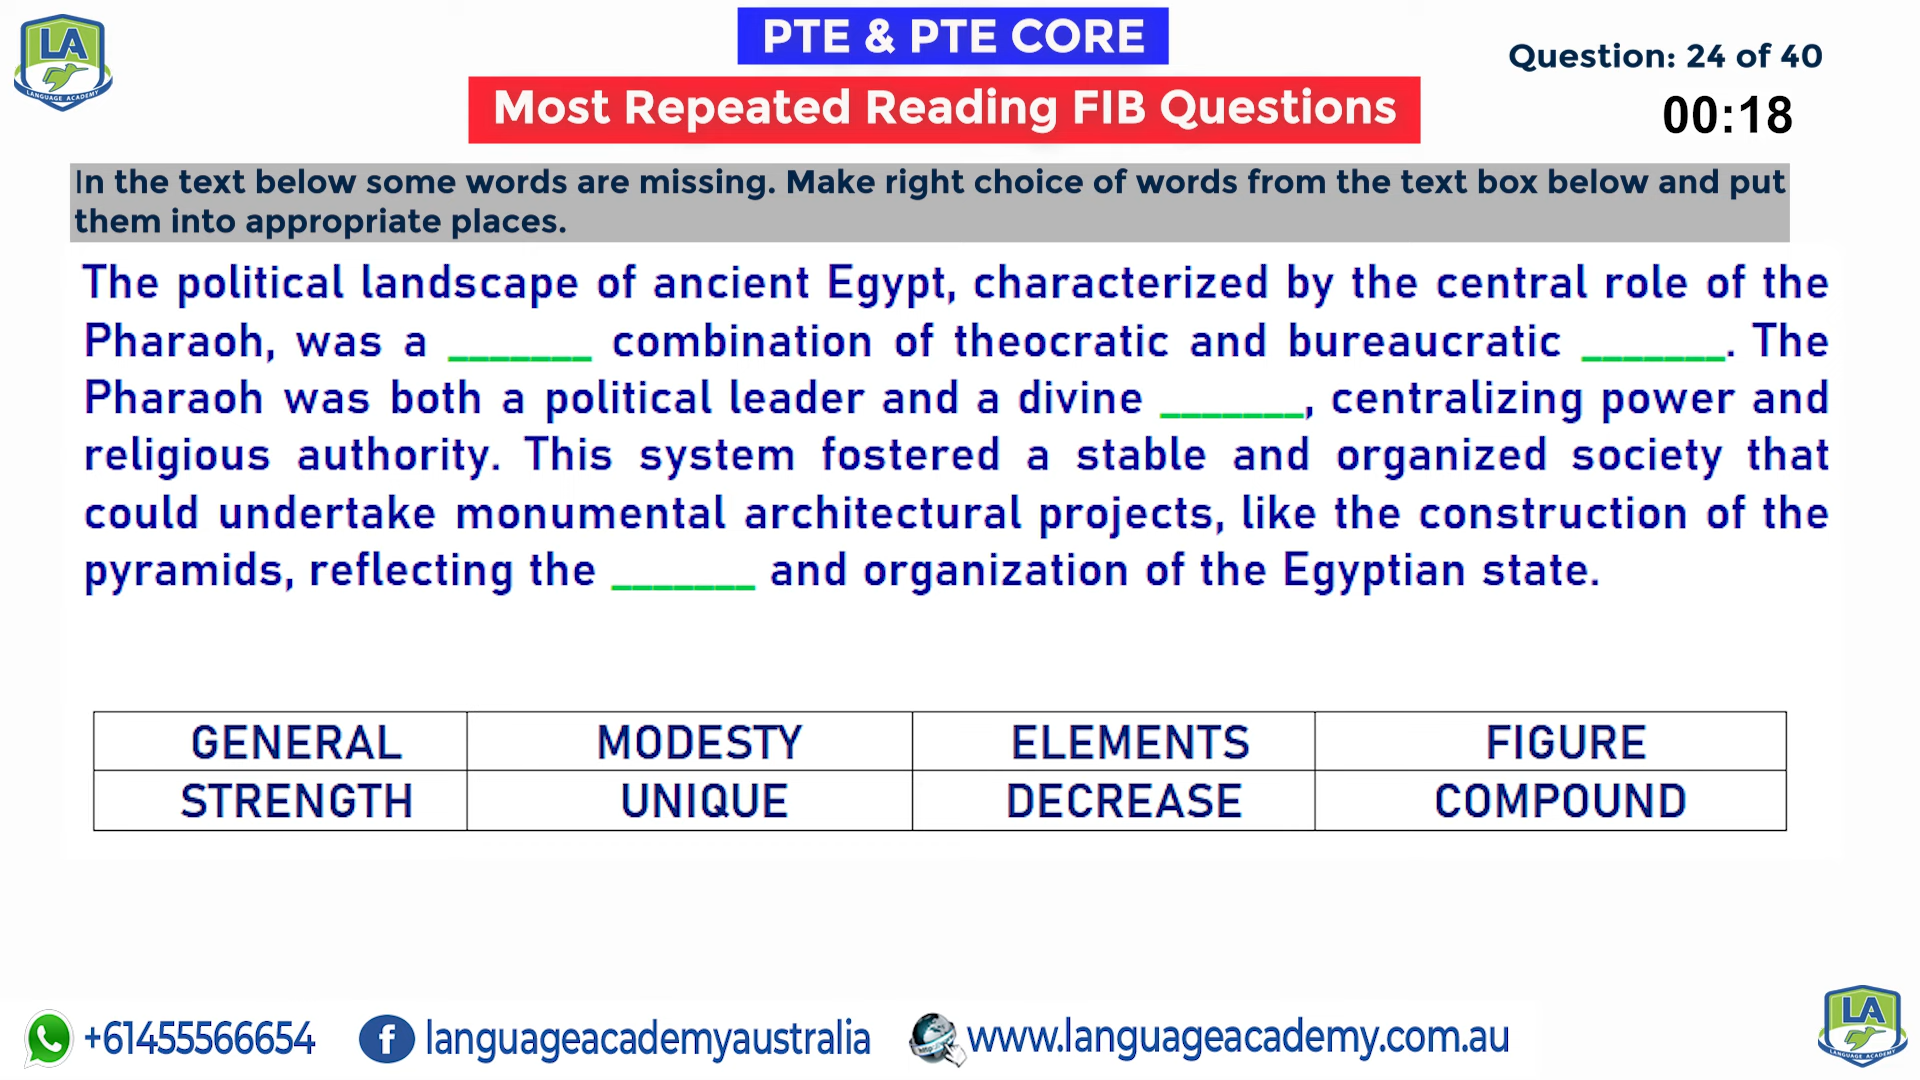 LA
LANGUAGE ACADEMY
PTE & PTE CORE
Most Repeated Reading FIB Questions
Question: 24 of 40
00:18
In the text below some words are missing. Make right choice of words from the text box below and put
them into appropriate places.
The political landscape of ancient Egypt, characterized by the central role of the
Pharaoh, was a _______ combination of theocratic and bureaucratic _______. The
Pharaoh was both a political leader and a divine _______, centralizing power and
religious authority. This system fostered a stable and organized society that
could undertake monumental architectural projects, like the construction of the
pyramids, reflecting the _______ and organization of the Egyptian state.
GENERAL MODESTY ELEMENTS FIGURE
STRENGTH UNIQUE DECREASE COMPOUND
+61455566654 languageacademyaustralia www.languageacademy.com.au
LA
LANGUAGE ACADEMY